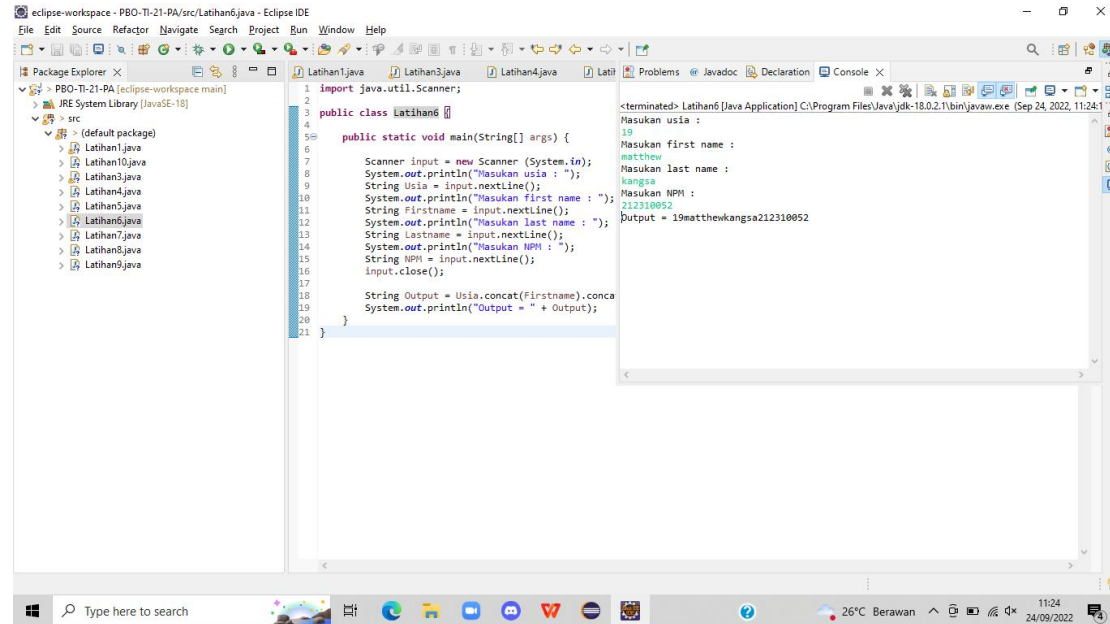 eclipse-workspace - PBO-TI-21-PA/src/Latihan6.java - Eclipse IDE
File Edit Source Refactor Navigate Search Project Run Window Help
Package Explorer
> PBO-TI-21-PA [eclipse-workspace main]
JRE System Library [JavaSE-18]
> src
> (default package)
Latihan1.java
Latihan10.java
Latihan3.java
Latihan4.java
Latihan5.java
Latihan6.java
Latihan7.java
Latihan8.java
Latihan9.java
Latihan1.java Latihan3.java Latihan4.java Lati
1 import java.util.Scanner;
2
3 public class Latihan6 {
4
5 public static void main(String[] args) {
6
7 Scanner input = new Scanner (System.in);
8 System.out.println("Masukan usia : ");
9 String Usia = input.nextLine();
10 System.out.println("Masukan first name : ");
11 String Firstname = input.nextLine();
12 System.out.println("Masukan last name : ");
13 String Lastname = input.nextLine();
14 System.out.println("Masukan NPM : ");
15 String NPM = input.nextLine();
16 input.close();
17
18 String Output = Usia.concat(Firstname).conca
19 System.out.println("Output = " + Output);
20 }
21 }
Problems Javadoc Declaration Console
<terminated> Latihan6 [Java Application] C:\Program Files\Java\jdk-18.0.2.1\bin\javaw.exe (Sep 24, 2022, 11:24:1
Masukan usia :
19
Masukan first name :
matthew
Masukan last name :
kangsa
Masukan NPM :
212310052
Output = 19matthewkangsa212310052
Type here to search
26°C Berawan
11:24
24/09/2022
4